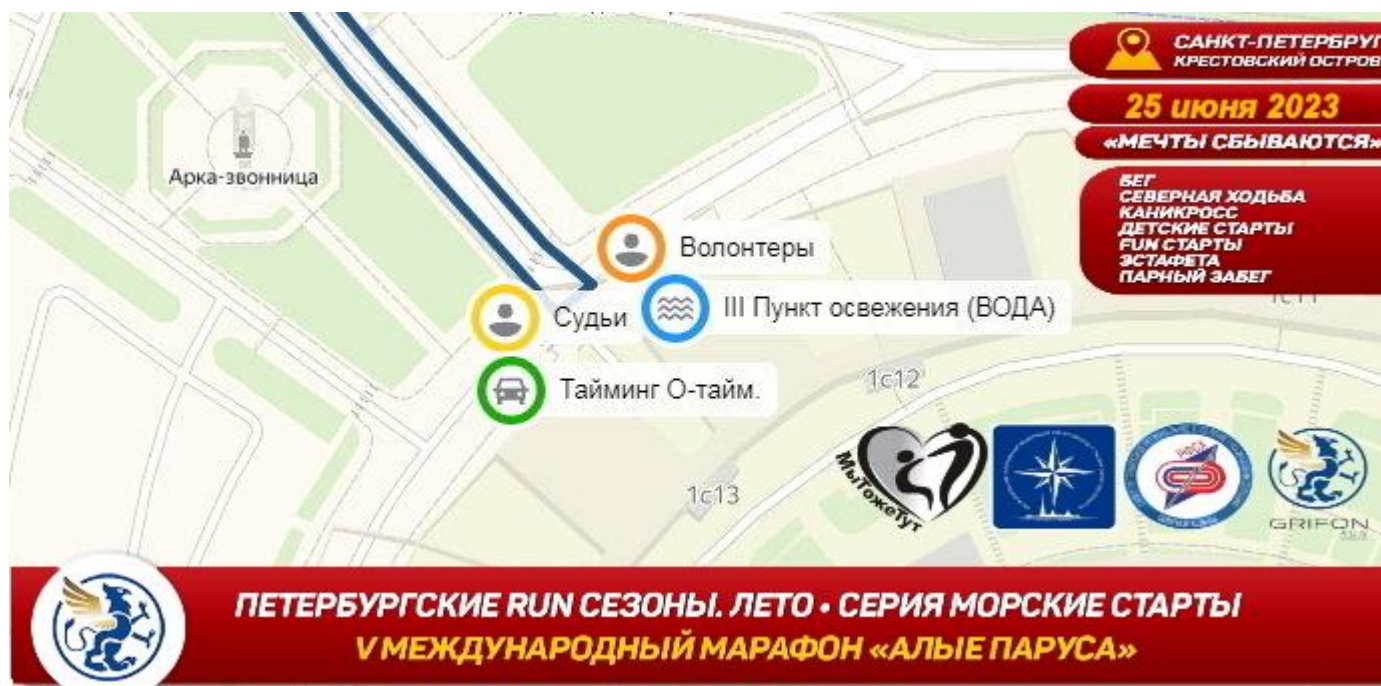 САНКТ-ПЕТЕРБРУГ
КРЕСТОВСКИЙ ОСТРОВ
25 июня 2023
«МЕЧТЫ СБЫВАЮТСЯ»
БЕГ
СЕВЕРНАЯ ХОДЬБА
КАНИКРОСС
ДЕТСКИЕ СТАРТЫ
FUN СТАРТЫ
ЭСТАФЕТА
ПАРНЫЙ ЗАБЕГ
Арка-звонница
Волонтеры
III Пункт освежения (ВОДА)
Судьи
Тайминг О-тайм.
1с12
1с13
МыТожеТут
GRIFON
ПЕТЕРБУРГСКИЕ RUN СЕЗОНЫ. ЛЕТО • СЕРИЯ МОРСКИЕ СТАРТЫ
V МЕЖДУНАРОДНЫЙ МАРАФОН «АЛЫЕ ПАРУСА»